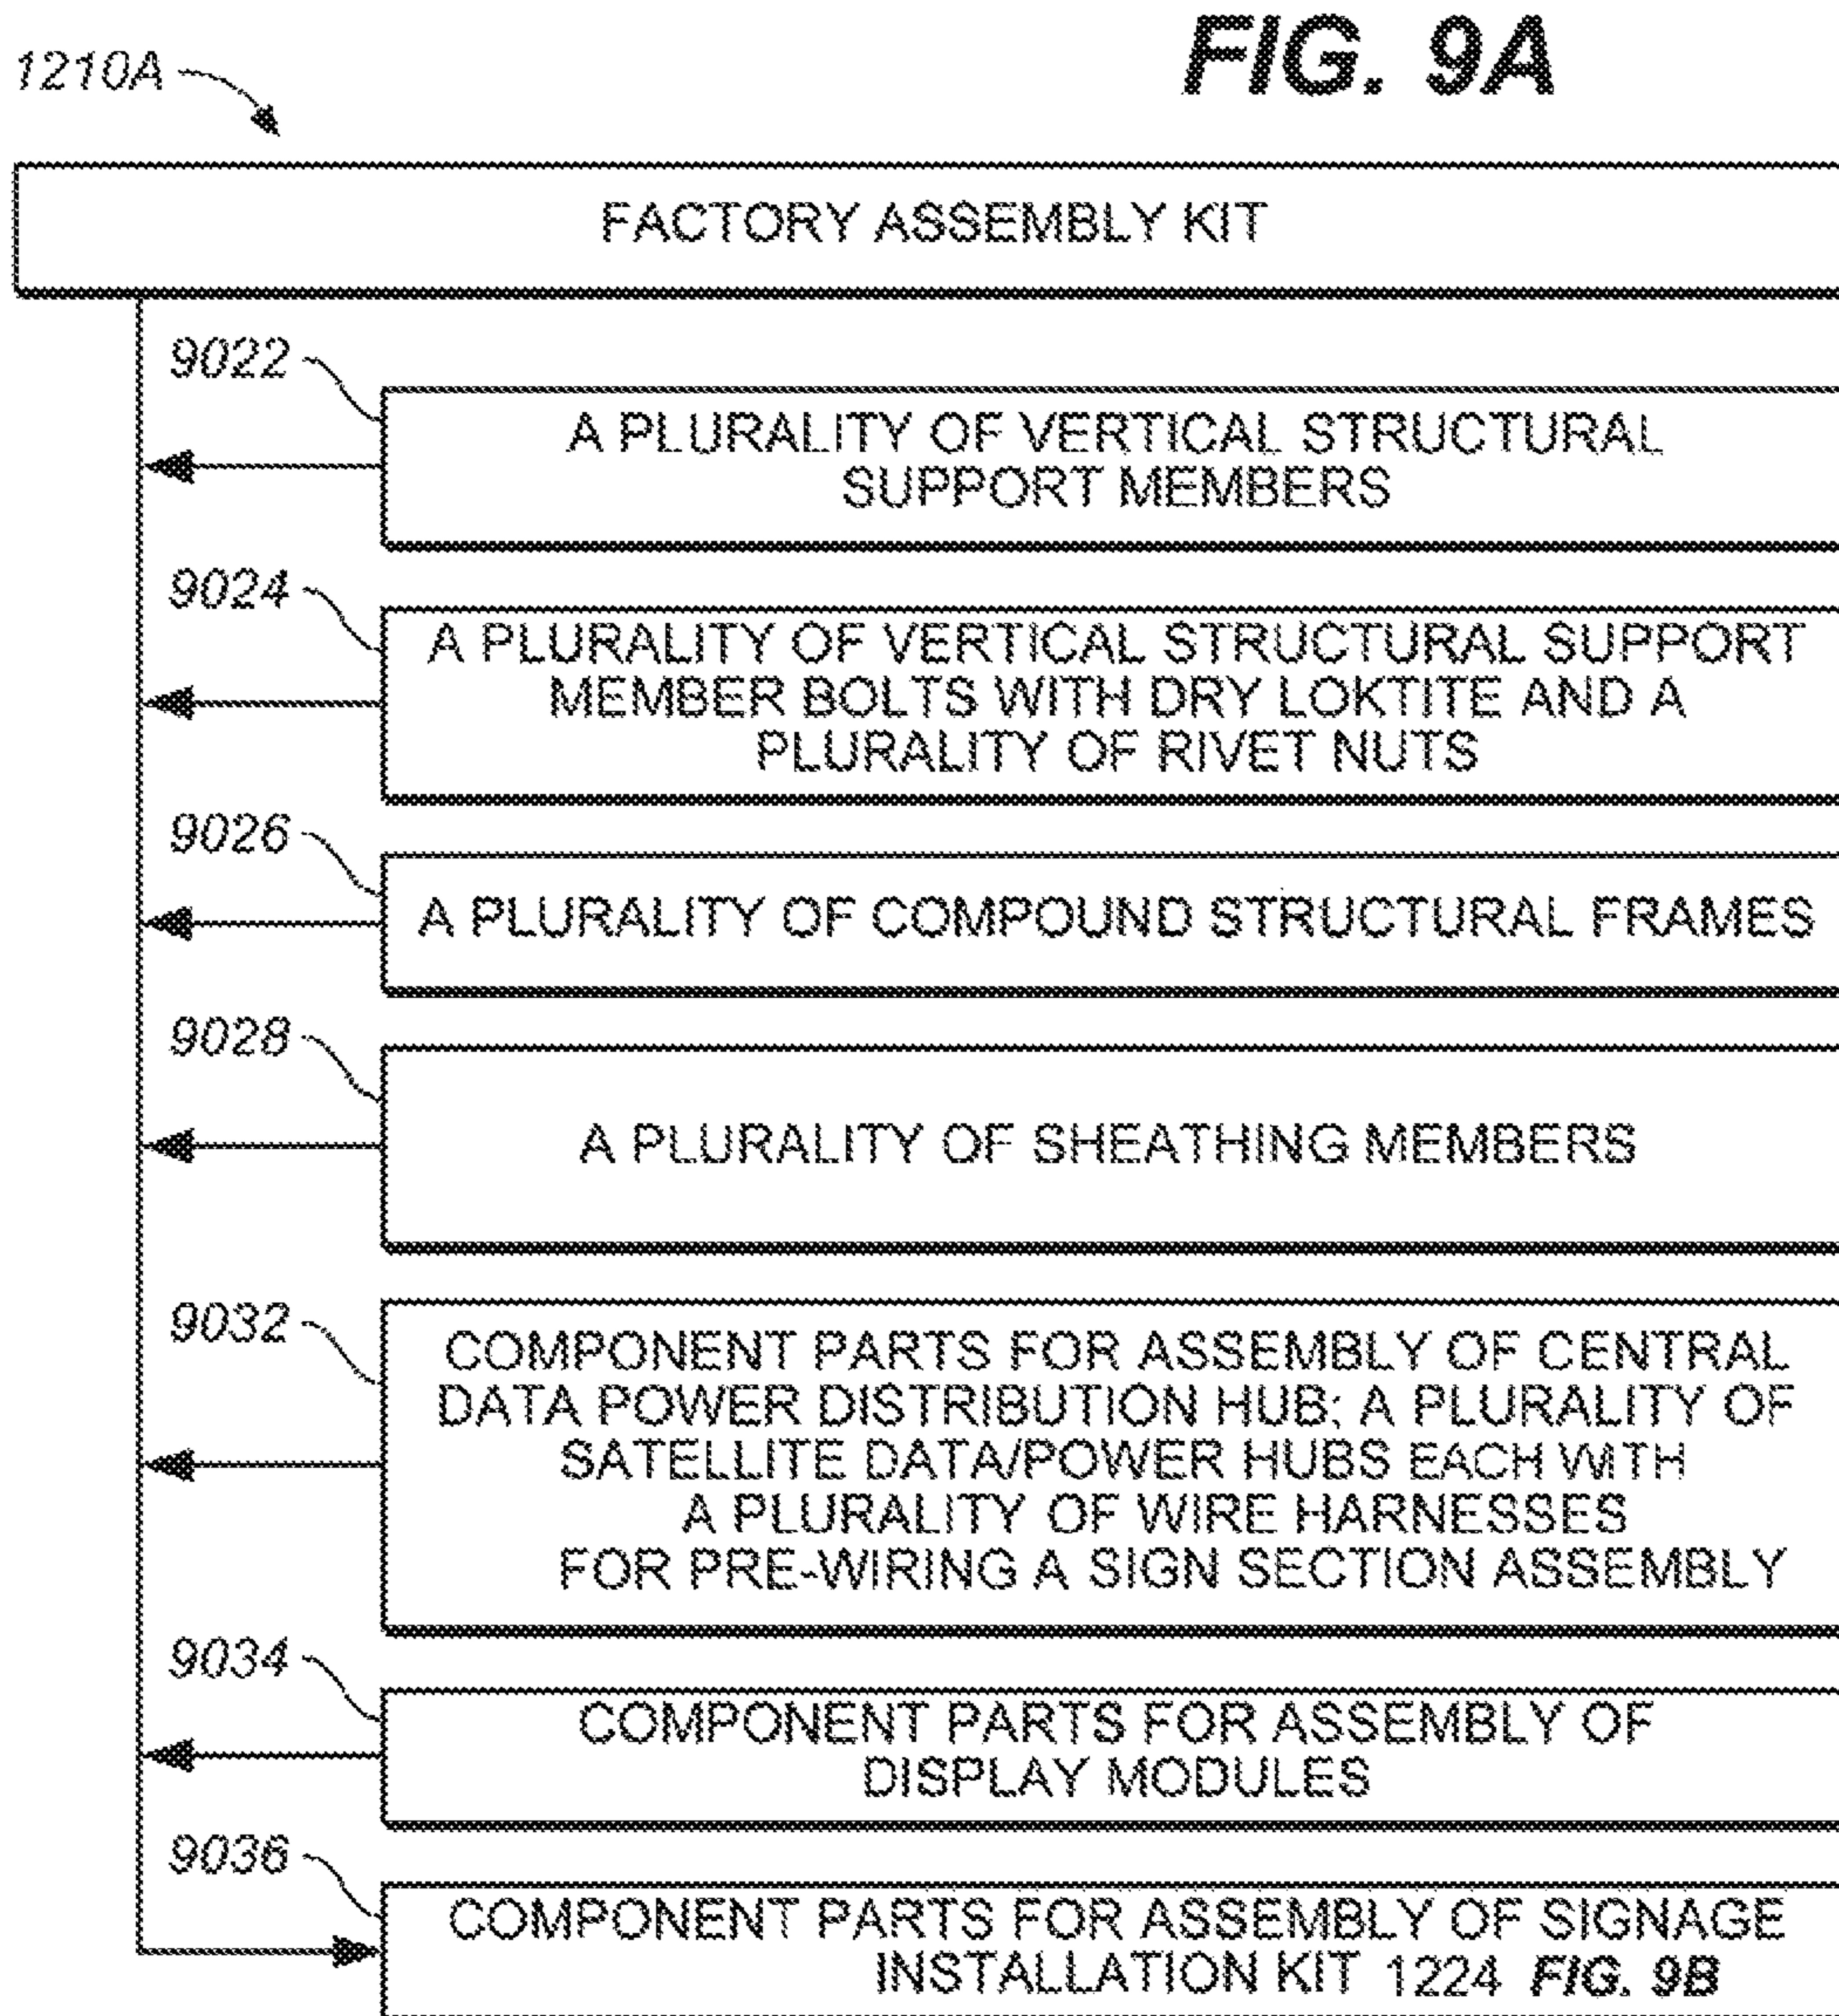 FIG. 9A
1210A
FACTORY ASSEMBLY KIT
9022
A PLURALITY OF VERTICAL STRUCTURAL
SUPPORT MEMBERS
9024
A PLURALITY OF VERTICAL STRUCTURAL SUPPORT
MEMBER BOLTS WITH DRY LOKTITE AND A
PLURALITY OF RIVET NUTS
9026
A PLURALITY OF COMPOUND STRUCTURAL FRAMES
9028
A PLURALITY OF SHEATHING MEMBERS
9032
COMPONENT PARTS FOR ASSEMBLY OF CENTRAL
DATA POWER DISTRIBUTION HUB; A PLURALITY OF
SATELLITE DATA/POWER HUBS EACH WITH
A PLURALITY OF WIRE HARNESSES
FOR PRE-WIRING A SIGN SECTION ASSEMBLY
9034
COMPONENT PARTS FOR ASSEMBLY OF
DISPLAY MODULES
9036
COMPONENT PARTS FOR ASSEMBLY OF SIGNAGE
INSTALLATION KIT 1224 FIG. 9B